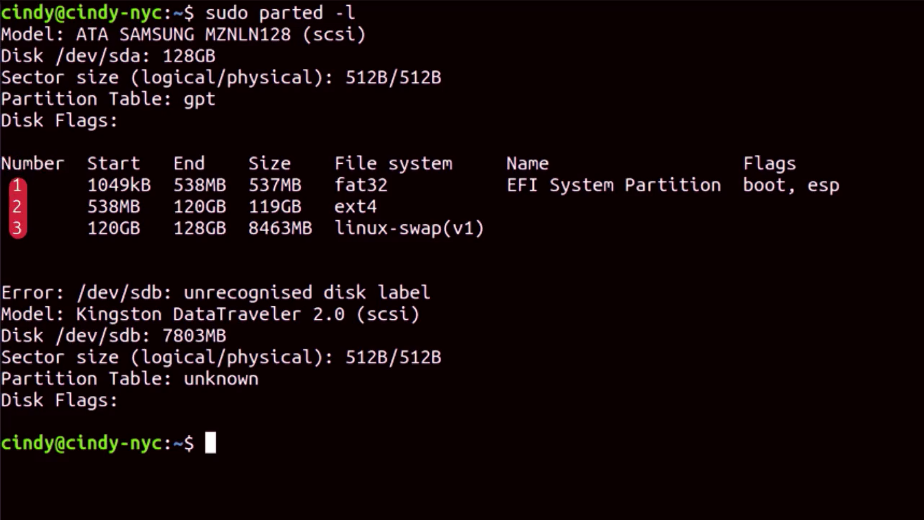 cindy@cindy-nyc:~$ sudo parted -l
Model: ATA SAMSUNG MZNLN128 (scsi)
Disk /dev/sda: 128GB
Sector size (logical/physical): 512B/512B
Partition Table: gpt
Disk Flags:
Number Start End Size File system Name Flags
1 1049kB 538MB 537MB fat32 EFI System Partition boot, esp
2 538MB 120GB 119GB ext4
3 120GB 128GB 8463MB linux-swap(v1)
Error: /dev/sdb: unrecognised disk label
Model: Kingston DataTraveler 2.0 (scsi)
Disk /dev/sdb: 7803MB
Sector size (logical/physical): 512B/512B
Partition Table: unknown
Disk Flags:
cindy@cindy-nyc:~$